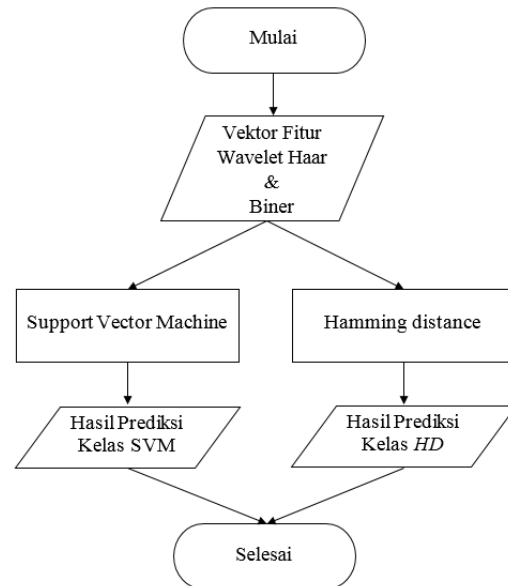 Mulai
Vektor Fitur
Wavelet Haar
&
Biner
Support Vector Machine
Hamming distance
Hasil Prediksi
Kelas SVM
Hasil Prediksi
Kelas HD
Selesai